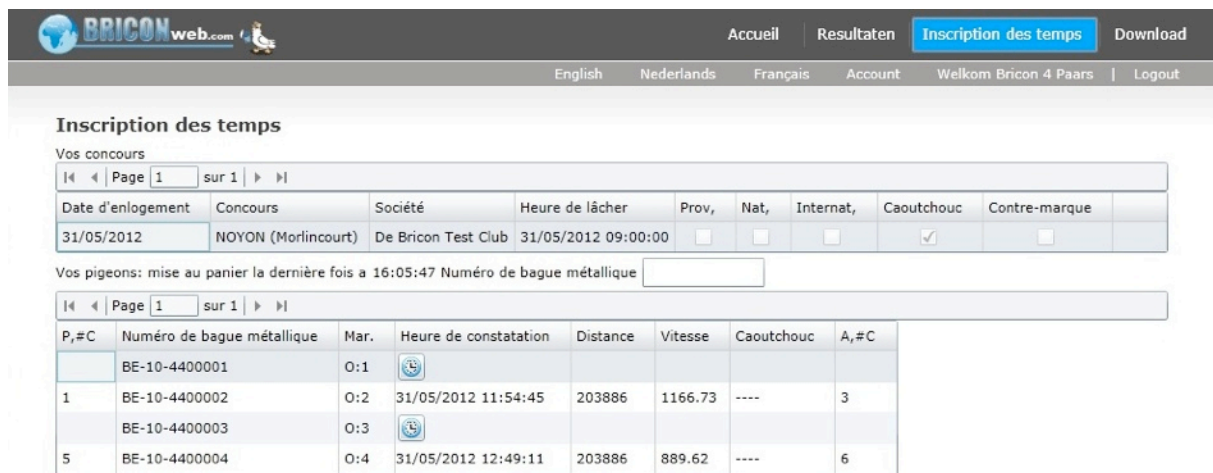 BRICON web.com
Accueil Resultaten Inscription des temps Download
English Nederlands Français Account Welkom Bricon 4 Paars | Logout
Inscription des temps
Vos concours
Page 1 sur 1
Date d'enlogement Concours Société Heure de lâcher Prov, Nat, Internat, Caoutchouc Contre-marque
31/05/2012 NOYON (Morlincourt) De Bricon Test Club 31/05/2012 09:00:00
Vos pigeons: mise au panier la dernière fois a 16:05:47 Numéro de bague métallique
Page 1 sur 1
P,#C Numéro de bague métallique Mar. Heure de constatation Distance Vitesse Caoutchouc A,#C
BE-10-4400001 O:1
1 BE-10-4400002 O:2 31/05/2012 11:54:45 203886 1166.73 ---- 3
BE-10-4400003 O:3
5 BE-10-4400004 O:4 31/05/2012 12:49:11 203886 889.62 ---- 6